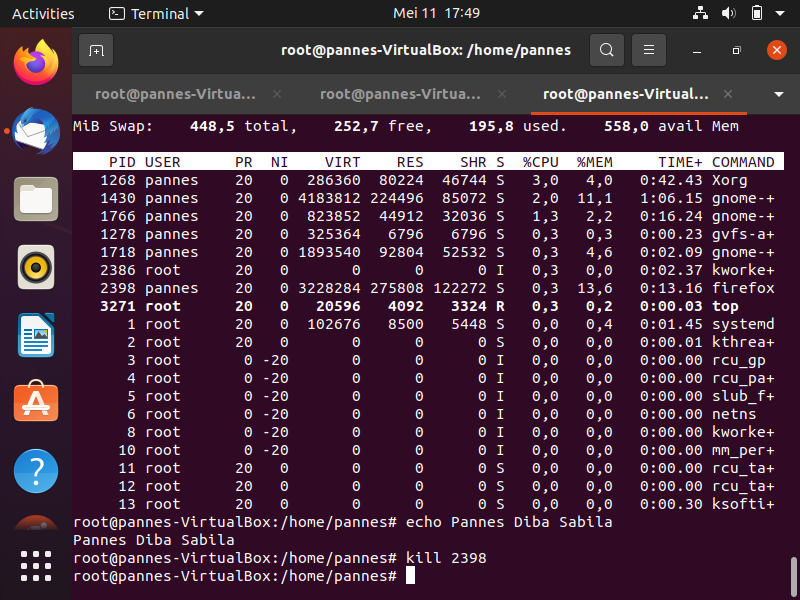 Activities Terminal Mei 11 17:49
root@pannes-VirtualBox: /home/pannes
root@pannes-Virtua... root@pannes-Virtua... root@pannes-Virtual...
MiB Swap: 448,5 total, 252,7 free, 195,8 used. 558,0 avail Mem
PID USER PR NI VIRT RES SHR S %CPU %MEM TIME+ COMMAND
1268 pannes 20 0 286360 80224 46744 S 3,0 4,0 0:42.43 Xorg
1430 pannes 20 0 4183812 224496 85072 S 2,0 11,1 1:06.15 gnome-+
1766 pannes 20 0 823852 44912 32036 S 1,3 2,2 0:16.24 gnome-+
1278 pannes 20 0 325364 6796 6796 S 0,3 0,3 0:00.23 gvfs-a+
1718 pannes 20 0 1893540 92804 52532 S 0,3 4,6 0:02.09 gnome-+
2386 root 20 0 0 0 0 I 0,3 0,0 0:02.37 kworke+
2398 pannes 20 0 3228284 275808 122272 S 0,3 13,6 0:13.16 firefox
3271 root 20 0 20596 4092 3324 R 0,3 0,2 0:00.03 top
1 root 20 0 102676 8500 5448 S 0,0 0,4 0:01.45 systemd
2 root 20 0 0 0 0 S 0,0 0,0 0:00.01 kthrea+
3 root 0 -20 0 0 0 I 0,0 0,0 0:00.00 rcu_gp
4 root 0 -20 0 0 0 I 0,0 0,0 0:00.00 rcu_pa+
5 root 0 -20 0 0 0 I 0,0 0,0 0:00.00 slub_f+
6 root 0 -20 0 0 0 I 0,0 0,0 0:00.00 netns
8 root 0 -20 0 0 0 I 0,0 0,0 0:00.00 kworke+
10 root 0 -20 0 0 0 I 0,0 0,0 0:00.00 mm_per+
11 root 20 0 0 0 0 S 0,0 0,0 0:00.00 rcu_ta+
12 root 20 0 0 0 0 S 0,0 0,0 0:00.00 rcu_ta+
13 root 20 0 0 0 0 S 0,0 0,0 0:00.30 ksofti+
root@pannes-VirtualBox:/home/pannes# echo Pannes Diba Sabila
Pannes Diba Sabila
root@pannes-VirtualBox:/home/pannes# kill 2398
root@pannes-VirtualBox:/home/pannes#